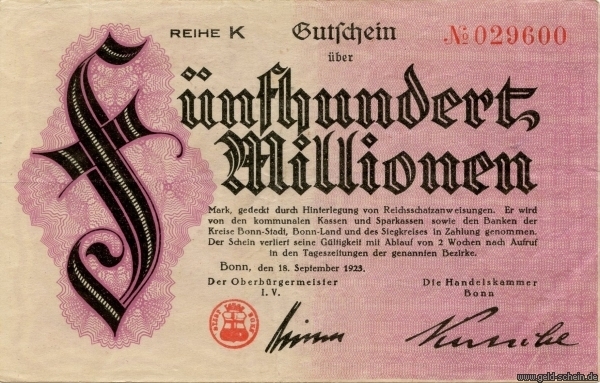 REIHE K Gutschein № 029600
über
Fünfhundert
Millionen
Mark, gedeckt durch Hinterlegung von Reichsschatzanweisungen. Er wird
von den kommunalen Kassen und Sparkassen sowie den Banken der
Kreise Bonn-Stadt, Bonn-Land und des Siegkreises in Zahlung genommen.
Der Schein verliert seine Gültigkeit mit Ablauf von 2 Wochen nach Aufruf
in den Tageszeitungen der genannten Bezirke.
Bonn, den 18. September 1923.
Der Oberbürgermeister Die Handelskammer
I. V. Bonn
www.geld-schein.de